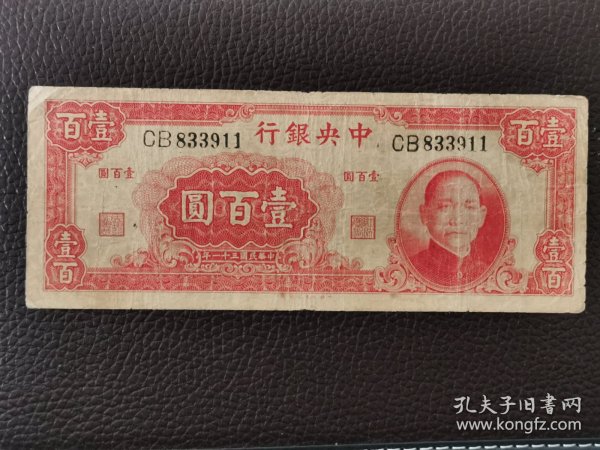 行銀央中
CB833911
CB833911
百壹
百壹
圓百壹
圓百壹
圓百壹
年一十三國民華中
壹百
壹百
孔夫子旧书网
www.kongfz.com